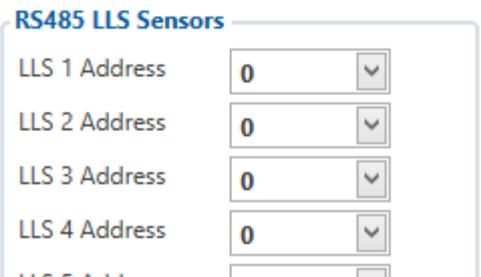 RS485 LLS Sensors
LLS 1 Address 0
LLS 2 Address 0
LLS 3 Address 0
LLS 4 Address 0